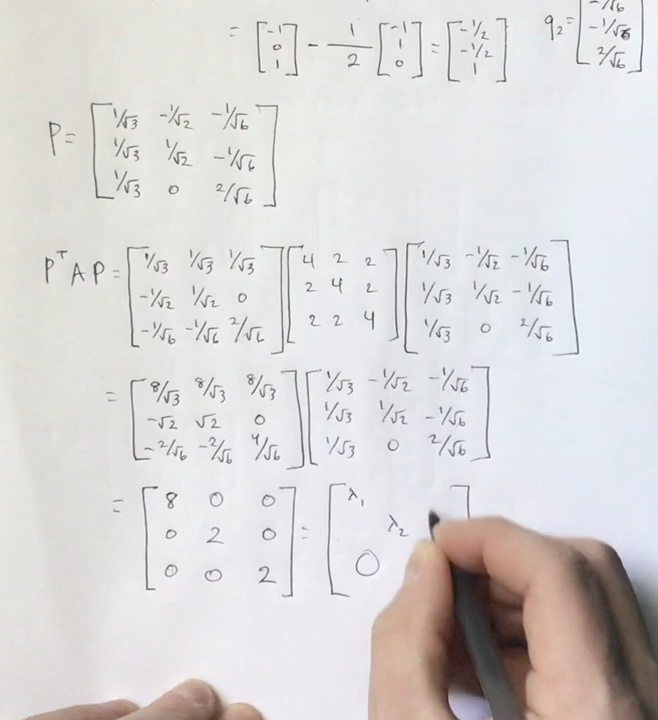 = [-1 0 1] - 1/2 [-1 1 0] = [-1/2 -1/2 1] q₂ = [-1/√6 -1/√6 2/√6]
P = [1/√3 -1/√2 -1/√6
1/√3 1/√2 -1/√6
1/√3 0 2/√6]
PᵀAP = [1/√3 1/√3 1/√3] [4 2 2] [1/√3 -1/√2 -1/√6]
[-1/√2 1/√2 0] [2 4 2] [1/√3 1/√2 -1/√6]
[-1/√6 -1/√6 2/√6] [2 2 4] [1/√3 0 2/√6]
= [8/√3 8/√3 8/√3] [1/√3 -1/√2 -1/√6]
[-√2 √2 0] [1/√3 1/√2 -1/√6]
[-2/√6 -2/√6 4/√6] [1/√3 0 2/√6]
= [8 0 0] = [λ₁
[0 2 0] λ₂
[0 0 2] 0